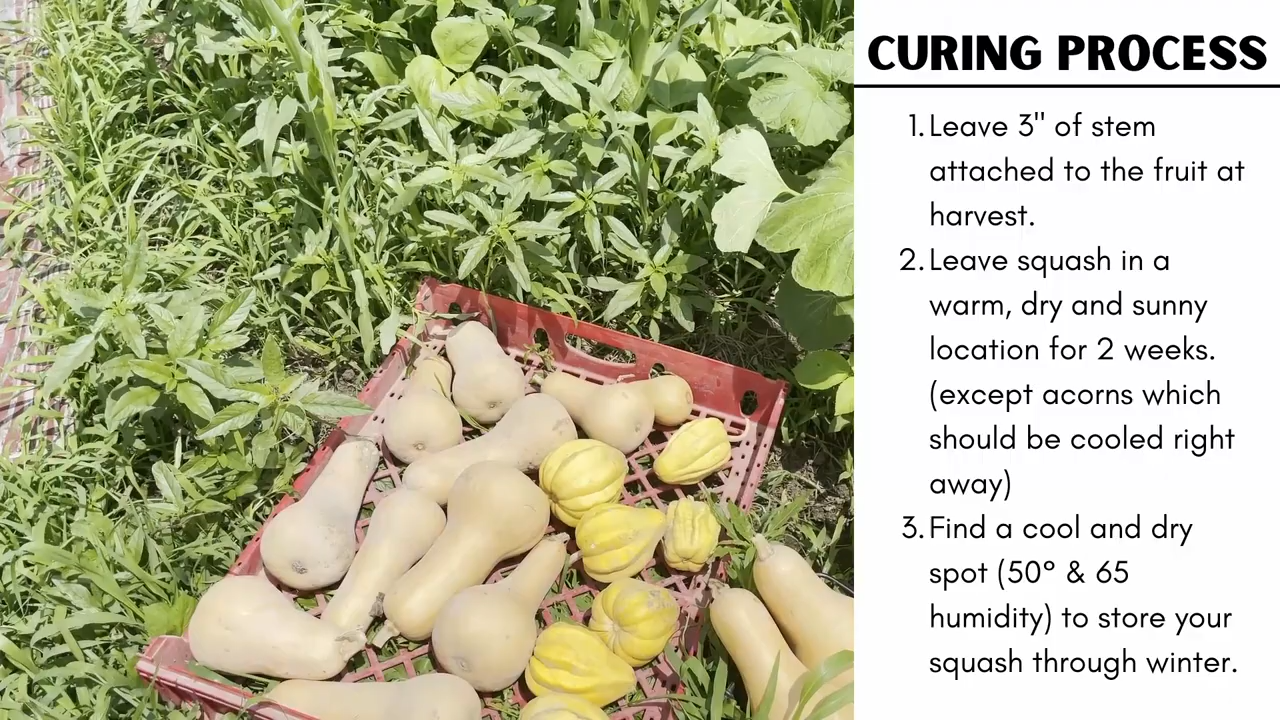 CURING PROCESS
1. Leave 3" of stem
attached to the fruit at
harvest.
2. Leave squash in a
warm, dry and sunny
location for 2 weeks.
(except acorns which
should be cooled right
away)
3. Find a cool and dry
spot (50° & 65
humidity) to store your
squash through winter.